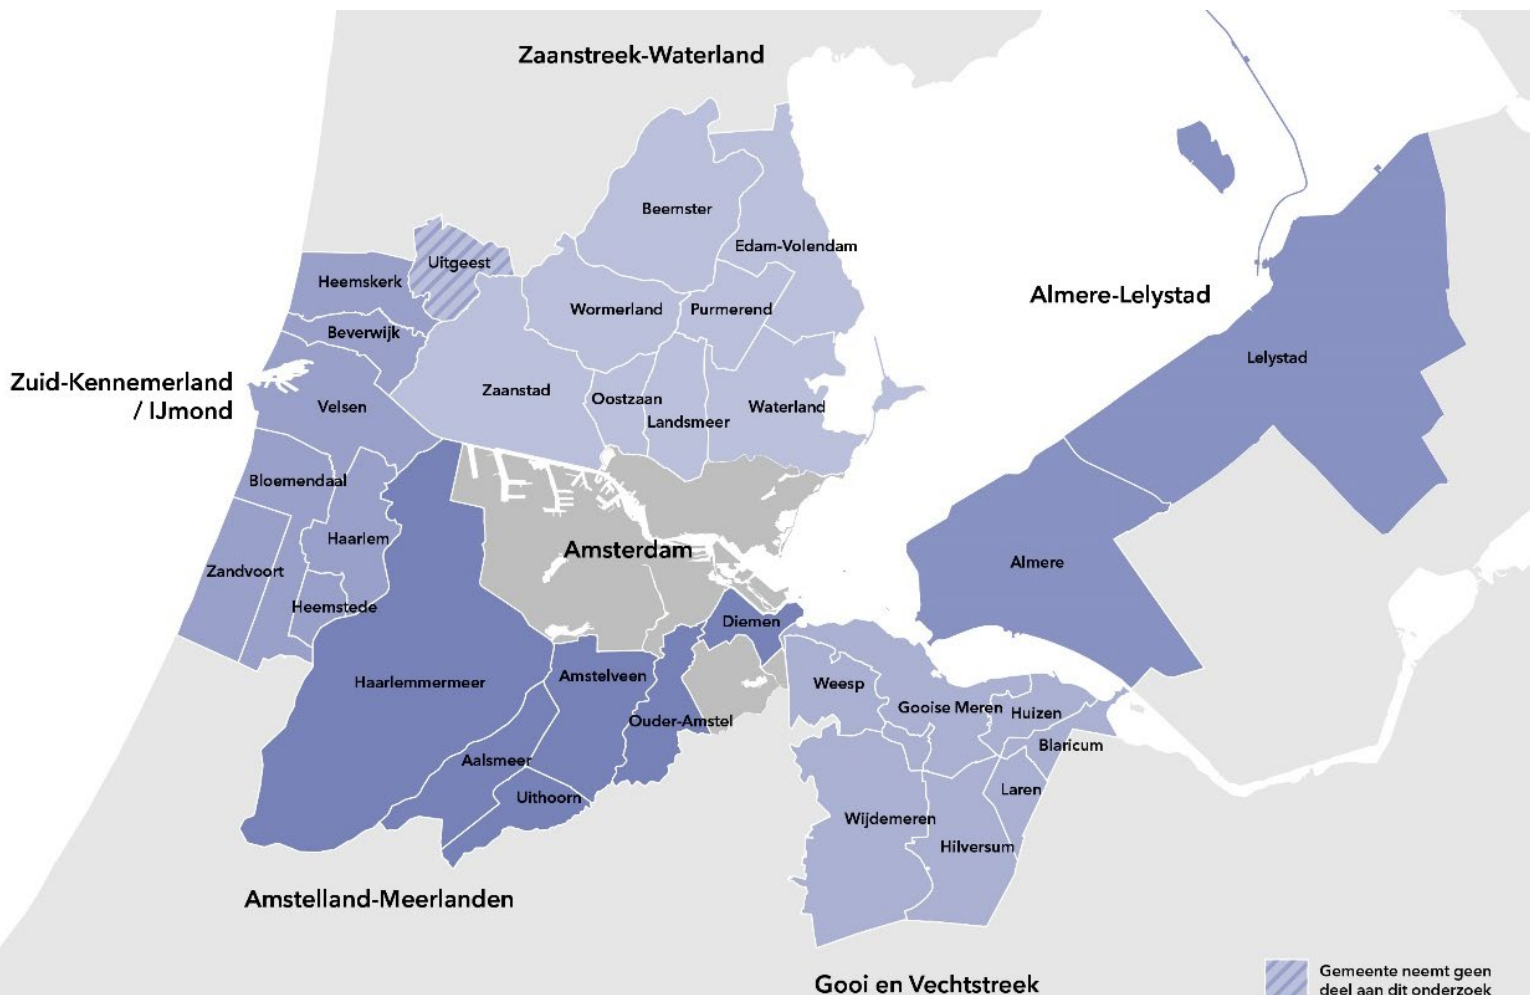 Zaanstreek-Waterland
Beemster
Edam-Volendam
Uitgeest
Heemskerk
Almere-Lelystad
Wormerland
Purmerend
Beverwijk
Lelystad
Zuid-Kennemerland
/ IJmond
Zaanstad
Oostzaan
Velsen
Waterland
Landsmeer
Bloemendaal
Haarlem
Amsterdam
Almere
Zandvoort
Heemstede
Diemen
Haarlemmermeer
Amstelveen
Weesp
Gooise Meren
Huizen
Ouder-Amstel
Blaricum
Aalsmeer
Laren
Uithoorn
Wijdemeren
Hilversum
Amstelland-Meerlanden
Gooi en Vechtstreek
Gemeente neemt geen
deel aan dit onderzoek